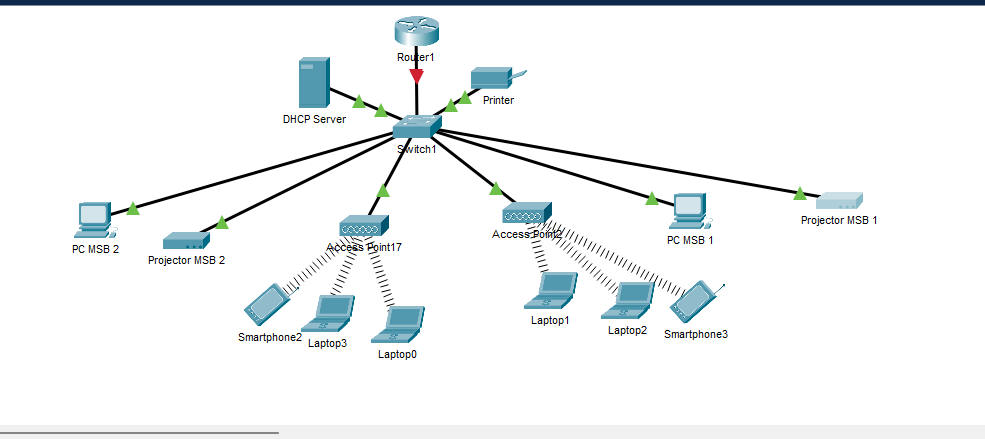 Router1
Printer
DHCP Server
Switch1
PC MSB 2
Projector MSB 2
Access Point17
Access Point2
PC MSB 1
Projector MSB 1
Smartphone2
Laptop3
Laptop0
Laptop1
Laptop2
Smartphone3